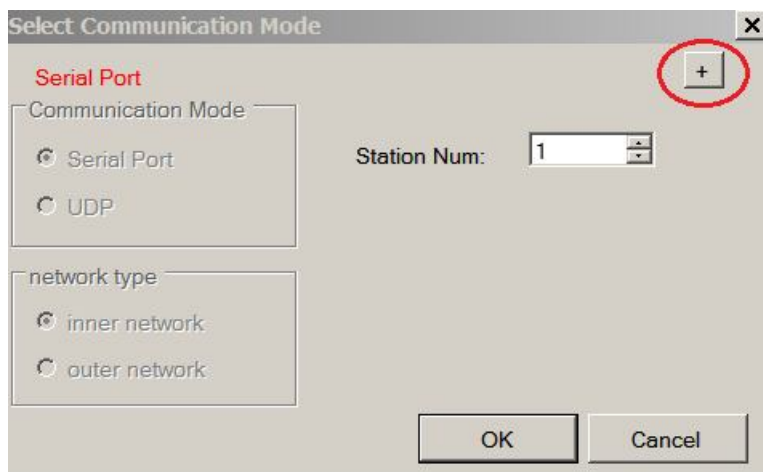 Select Communication Mode
Serial Port
+
Communication Mode
Serial Port
UDP
Station Num: 1
network type
inner network
outer network
OK Cancel